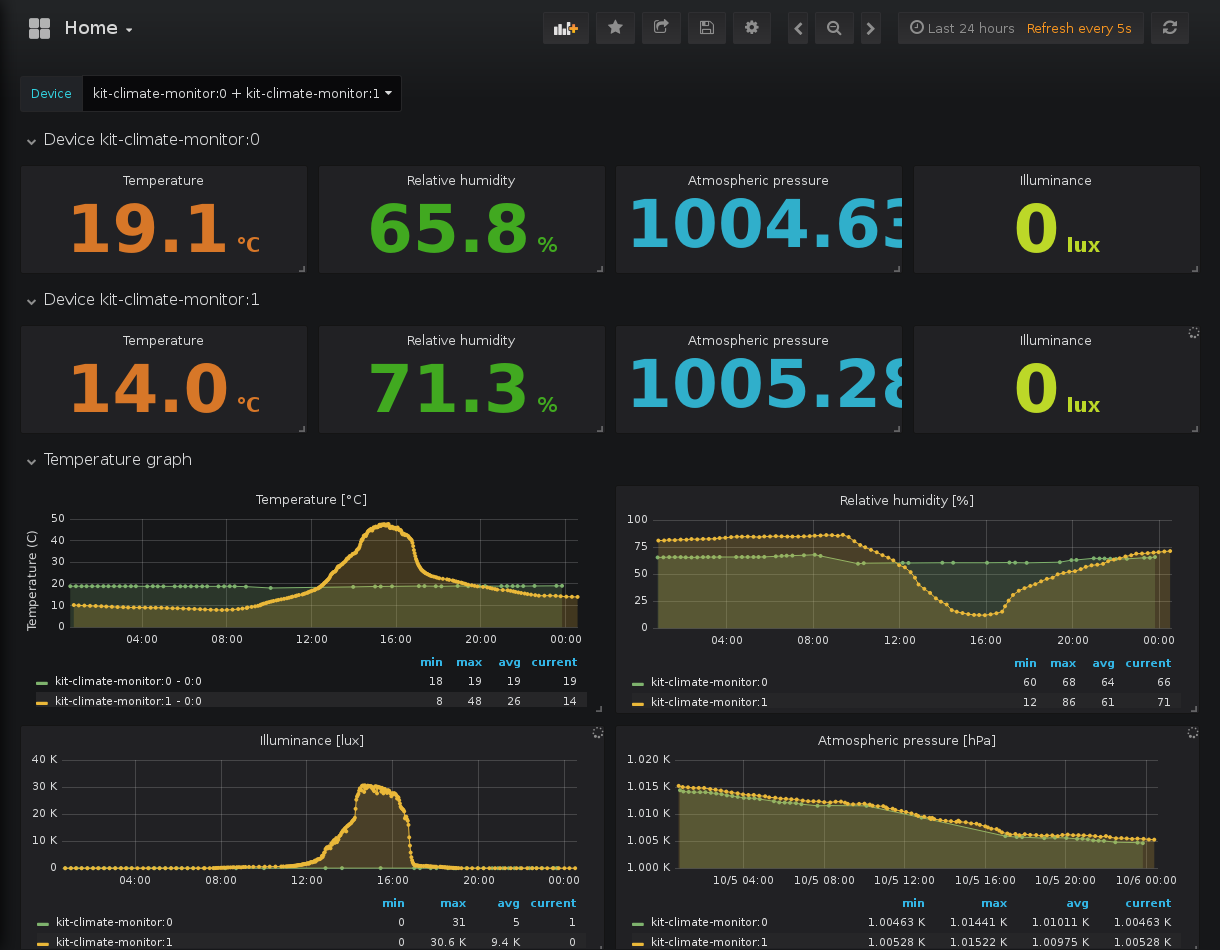 Home
Last 24 hours Refresh every 5s
Device kit-climate-monitor:0 + kit-climate-monitor:1
Device kit-climate-monitor:0
Temperature Relative humidity Atmospheric pressure Illuminance
19.1 °C 65.8 % 1004.63 0 lux
Device kit-climate-monitor:1
Temperature Relative humidity Atmospheric pressure Illuminance
14.0 °C 71.3 % 1005.28 0 lux
Temperature graph
Temperature [°C]
Temperature (C)
50
40
30
20
10
0
04:00 08:00 12:00 16:00 20:00 00:00
min max avg current
kit-climate-monitor:0 - 0:0 18 19 19 19
kit-climate-monitor:1 - 0:0 8 48 26 14
Relative humidity [%]
100
75
50
25
0
04:00 08:00 12:00 16:00 20:00 00:00
min max avg current
kit-climate-monitor:0 60 68 64 66
kit-climate-monitor:1 12 86 61 71
Illuminance [lux]
40 K
30 K
20 K
10 K
0
04:00 08:00 12:00 16:00 20:00 00:00
min max avg current
kit-climate-monitor:0 0 31 5 1
kit-climate-monitor:1 0 30.6 K 9.4 K 0
Atmospheric pressure [hPa]
1.020 K
1.015 K
1.010 K
1.005 K
1.000 K
10/5 04:00 10/5 08:00 10/5 12:00 10/5 16:00 10/5 20:00 10/6 00:00
min max avg current
kit-climate-monitor:0 1.00463 K 1.01441 K 1.01011 K 1.00463 K
kit-climate-monitor:1 1.00528 K 1.01522 K 1.00975 K 1.00528 K